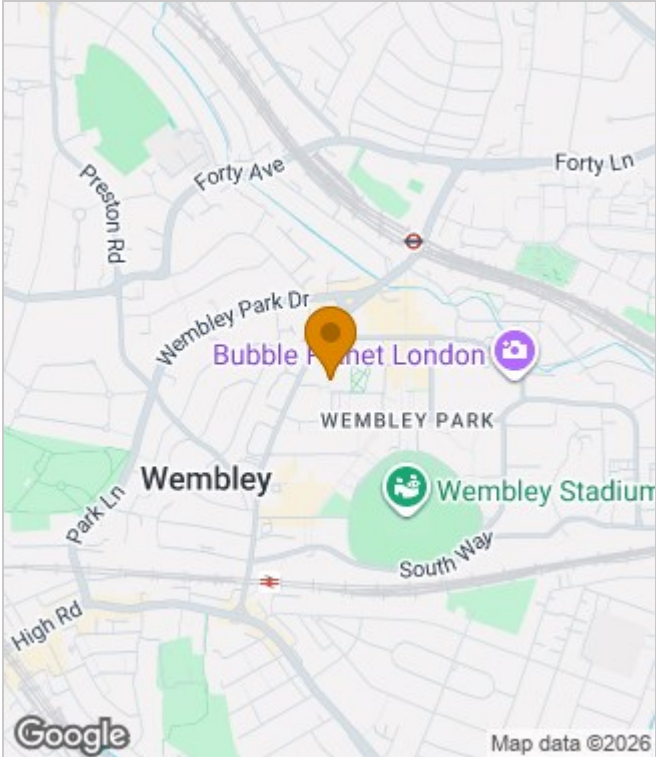 Forty Ln
Forty Ave
Preston Rd
Wembley Park Dr
Bubble Planet London
WEMBLEY PARK
Wembley
Wembley Stadium
Park Ln
South Way
High Rd
Google
Map data ©2026